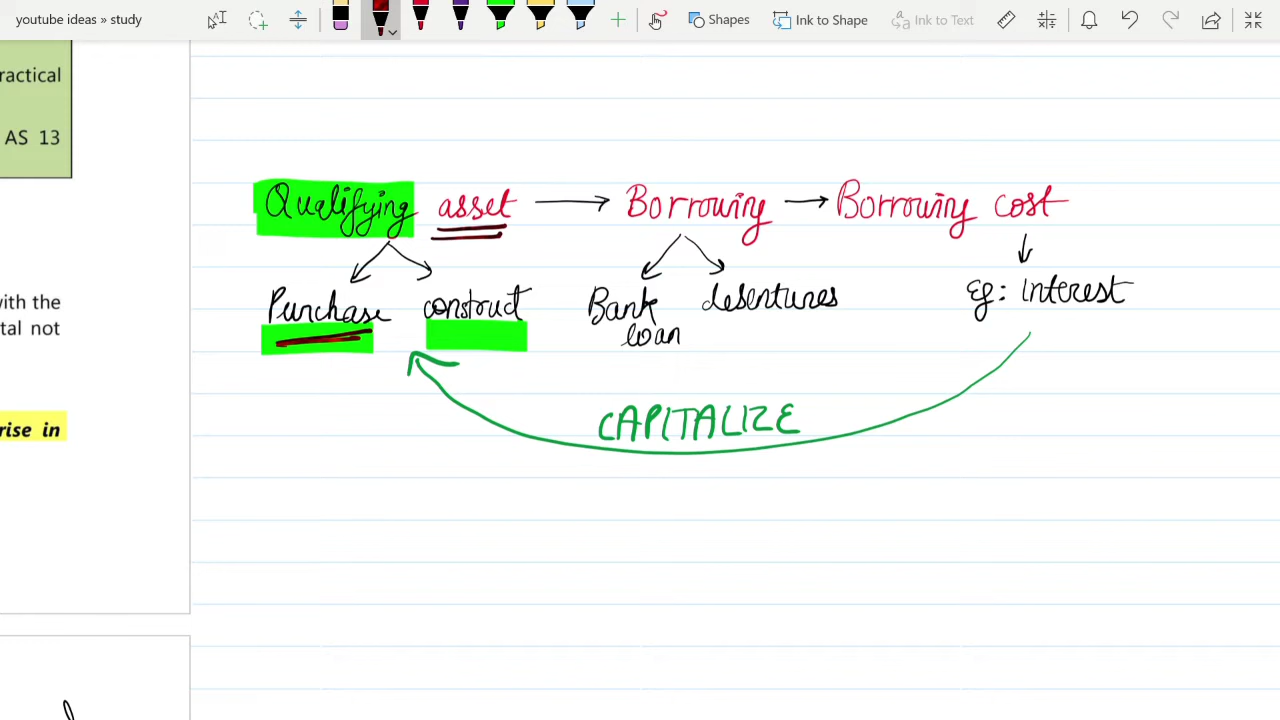 youtube ideas » study
Shapes
Ink to Shape
Ink to Text
ractical
AS 13
Qualifying asset → Borrowing → Borrowing cost
with the
tal not
Purchase construct
Bank loan
debentures
Eg: interest
CAPITALIZE
rise in